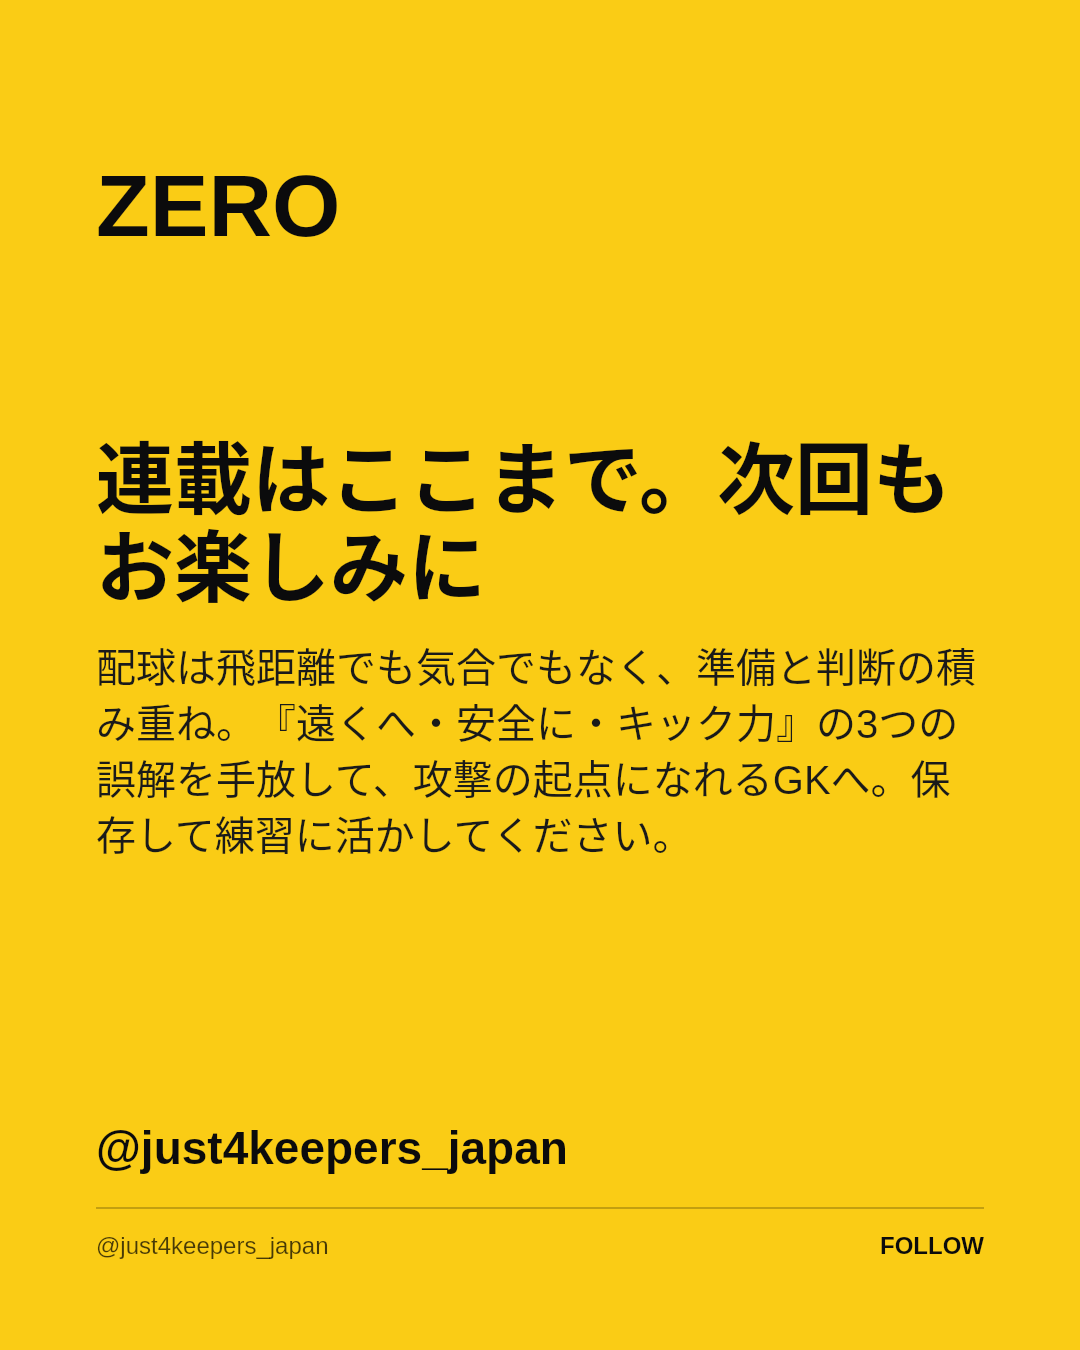 ZERO
連載はここまで。次回も
お楽しみに
配球は飛距離でも気合でもなく、準備と判断の積
み重ね。『遠くへ・安全に・キック力』の3つの
誤解を手放して、攻撃の起点になれるGKへ。保
存して練習に活かしてください。
@just4keepers_japan
@just4keepers_japan
FOLLOW